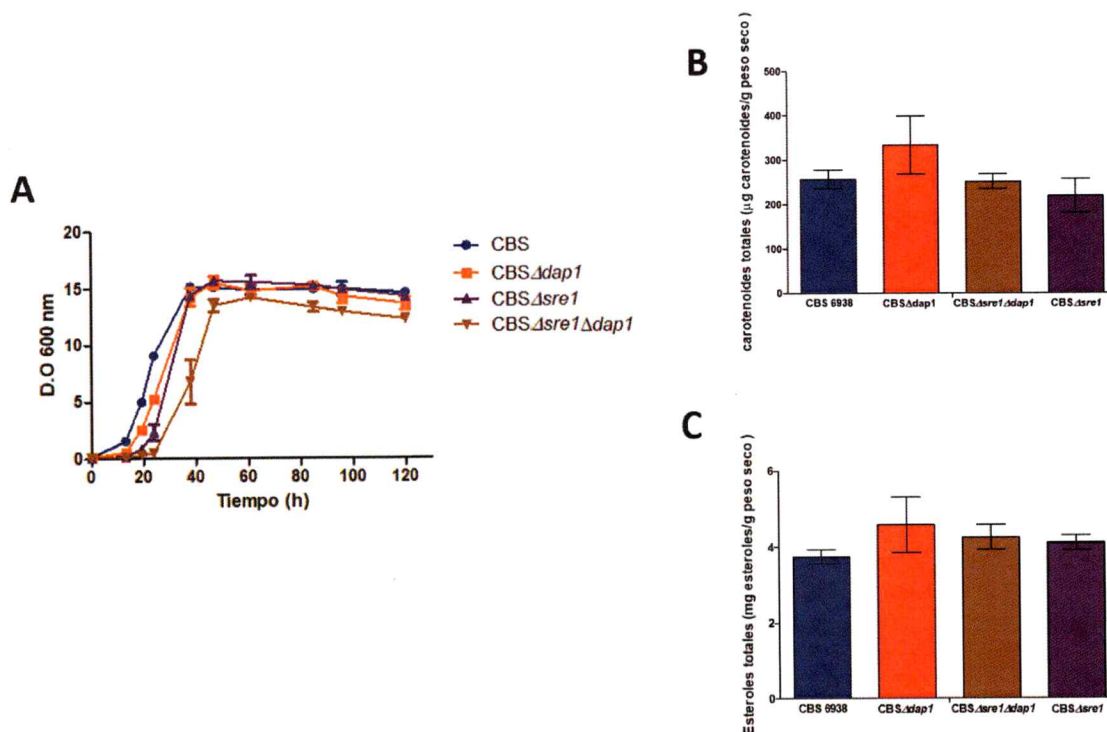 A
20
15
10
5
0
D.O 600 nm
0 20 40 60 80 100 120
Tiempo (h)
CBS
CBSΔdap1
CBSΔsre1
CBSΔsre1Δdap1
B
carotenoides totales (µg carotenoides/g peso seco)
500
400
300
200
100
0
CBS 6938 CBSΔdap1 CBSΔsre1Δdap1 CBSΔsre1
C
Esteroles totales (mg esteroles/g peso seco)
6
4
2
0
CBS 6938 CBSΔdap1 CBSΔsre1Δdap1 CBSΔsre1